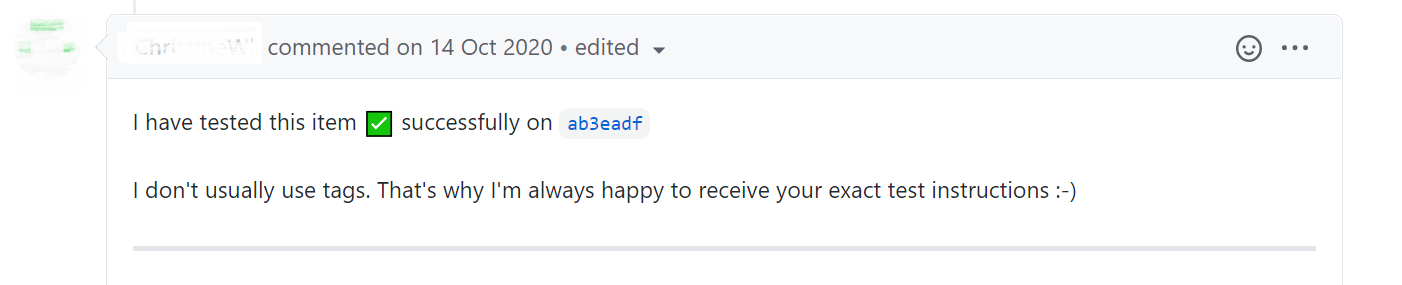 commented on 14 Oct 2020 • edited
I have tested this item ✅ successfully on ab3eadf
I don't usually use tags. That's why I'm always happy to receive your exact test instructions :-)